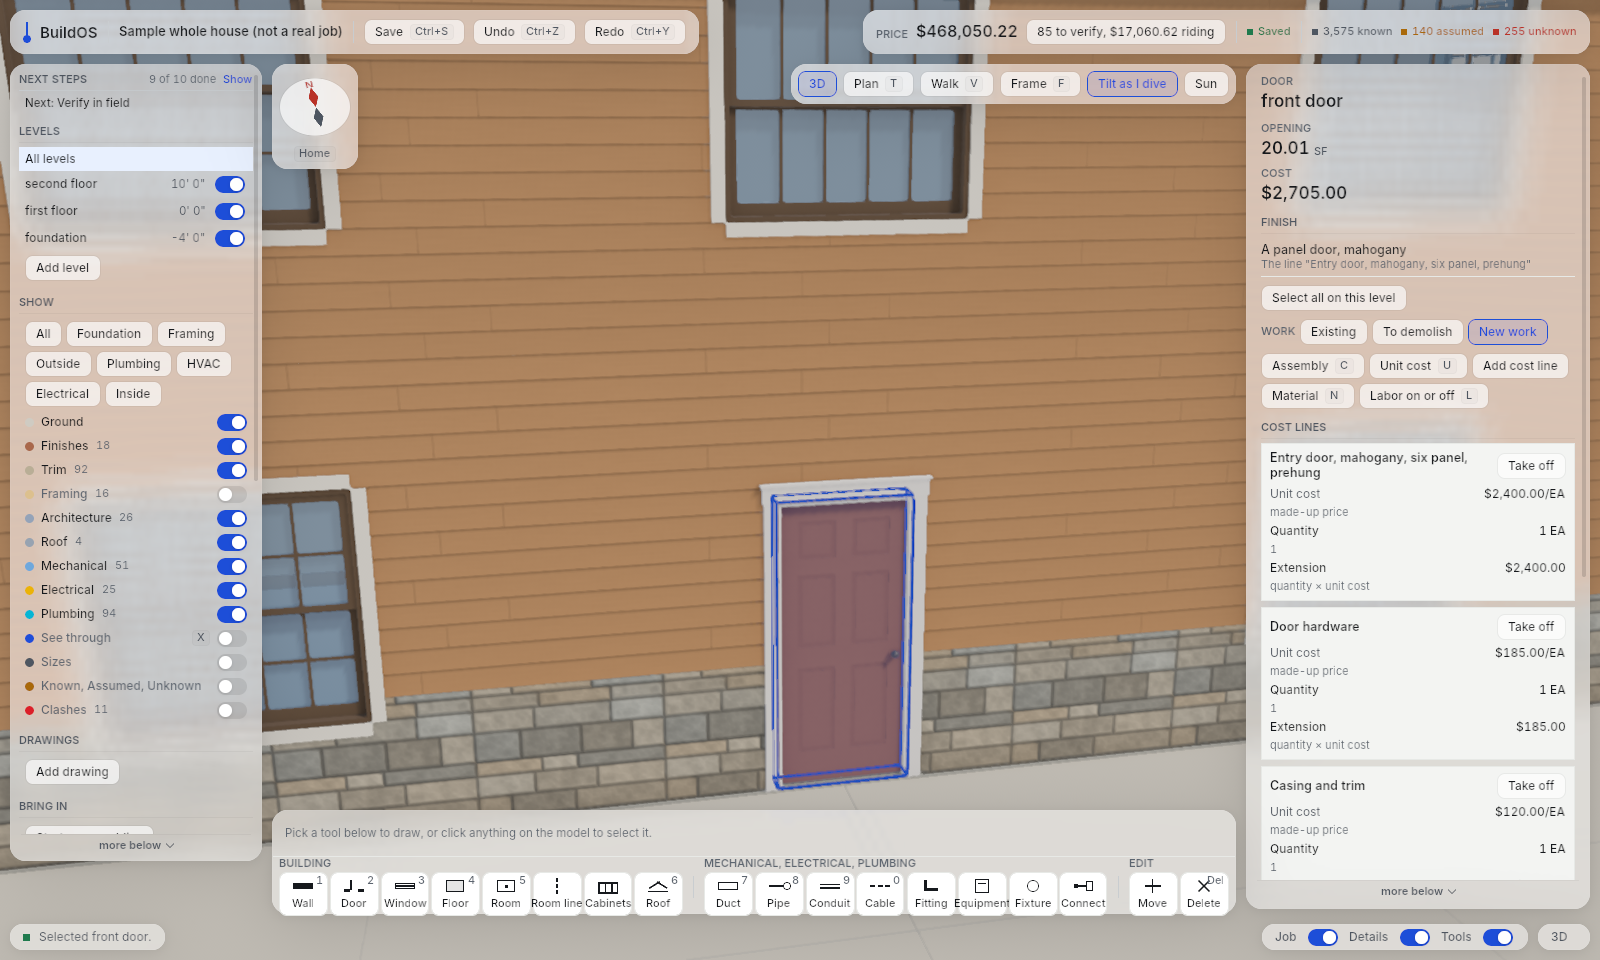 BuildOS
Sample whole house (not a real job)
Save Ctrl+S
Undo Ctrl+Z
Redo Ctrl+Y
PRICE $468,050.22
85 to verify, $17,060.62 riding
Saved
3,575 known
140 assumed
255 unknown
NEXT STEPS 9 of 10 done Show
Next: Verify in field
LEVELS
All levels
second floor 10' 0"
first floor 0' 0"
foundation -4' 0"
Add level
SHOW
All Foundation Framing
Outside Plumbing HVAC
Electrical Inside
Ground
Finishes 18
Trim 92
Framing 16
Architecture 26
Roof 4
Mechanical 51
Electrical 25
Plumbing 94
See through X
Sizes
Known, Assumed, Unknown
Clashes 11
DRAWINGS
Add drawing
BRING IN
more below
N
Home
3D
Plan T
Walk V
Frame F
Tilt as I dive
Sun
DOOR
front door
OPENING
20.01 SF
COST
$2,705.00
FINISH
A panel door, mahogany
The line "Entry door, mahogany, six panel, prehung"
Select all on this level
WORK Existing To demolish New work
Assembly C Unit cost U Add cost line
Material N Labor on or off L
COST LINES
Entry door, mahogany, six panel, prehung Take off
Unit cost $2,400.00/EA
made-up price
Quantity 1 EA
1
Extension $2,400.00
quantity × unit cost
Door hardware Take off
Unit cost $185.00/EA
made-up price
Quantity 1 EA
1
Extension $185.00
quantity × unit cost
Casing and trim Take off
Unit cost $120.00/EA
made-up price
Quantity 1 EA
1
more below
Pick a tool below to draw, or click anything on the model to select it.
BUILDING
Wall 1
Door 2
Window 3
Floor 4
Room 5
Room line
Cabinets
Roof 6
MECHANICAL, ELECTRICAL, PLUMBING
Duct 7
Pipe 8
Conduit 9
Cable 0
Fitting
Equipment
Fixture
Connect
EDIT
Move
Delete Del
Selected front door.
Job Details Tools 3D